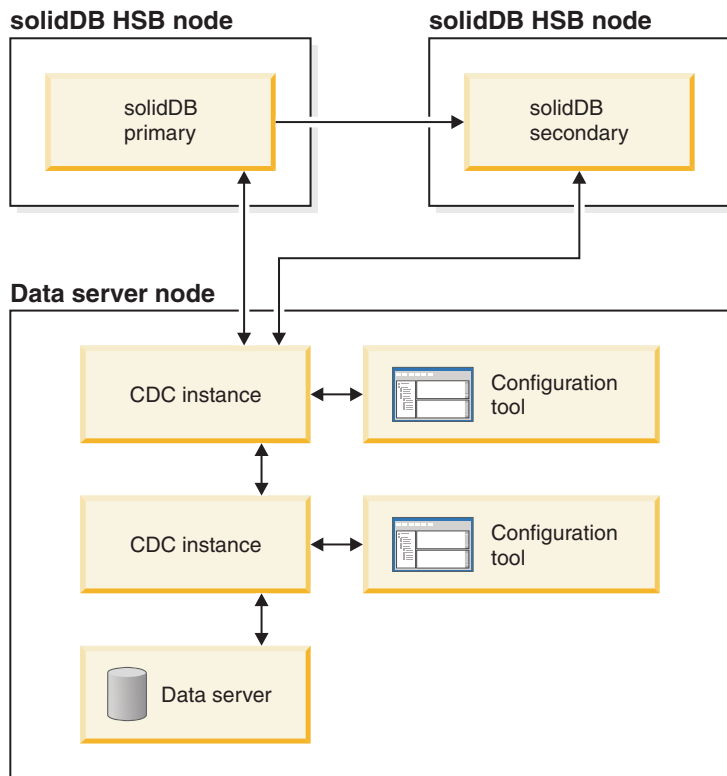 solidDB HSB node
solidDB HSB node
solidDB
primary
solidDB
secondary
Data server node
CDC instance
Configuration
tool
CDC instance
Configuration
tool
Data server